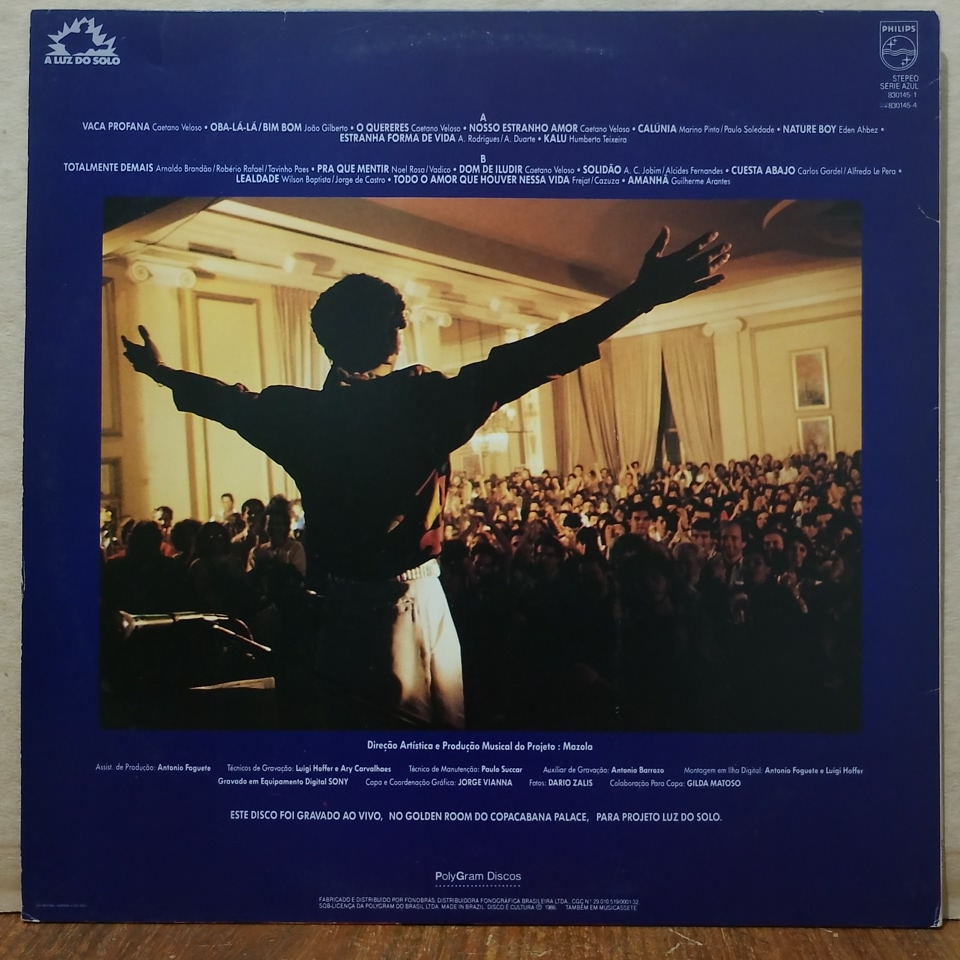 A LUZ DO SOLO
PHILIPS
STEREO
SÉRIE AZUL
830145-1
830145-4
A
VACA PROFANA Caetano Veloso • OBA-LÁ-LÁ/BIM BOM João Gilberto • O QUERERES Caetano Veloso • NOSSO ESTRANHO AMOR Caetano Veloso • CALÚNIA Marino Pinto/Paulo Soledade • NATURE BOY Eden Ahbez •
ESTRANHA FORMA DE VIDA A. Rodrigues/A. Duarte • KALU Humberto Teixeira
B
TOTALMENTE DEMAIS Arnaldo Brandão/Robério Rafael/Tavinho Paes • PRA QUE MENTIR Noel Rosa/Vadico • DOM DE ILUDIR Caetano Veloso • SOLIDÃO A. C. Jobim/Alcides Fernandes • CUESTA ABAJO Carlos Gardel/Alfredo Le Pera •
LEALDADE Wilson Baptista/Jorge de Castro • TODO O AMOR QUE HOUVER NESSA VIDA Frejat/Cazuza • AMANHÃ Guilherme Arantes
Direção Artística e Produção Musical do Projeto : Mazola
Assist. de Produção: Antonio Foguete Técnicos de Gravação: Luigi Hoffer e Ary Carvalhaes Técnico de Manutenção: Paulo Succar Auxiliar de Gravação: Antonio Barrozo Montagem em Ilha Digital: Antonio Foguete e Luigi Hoffer
Gravado em Equipamento Digital SONY Capa e Coordenação Gráfica: JORGE VIANNA Fotos: DARIO ZALIS Colaboração Para Capa: GILDA MATOSO
ESTE DISCO FOI GRAVADO AO VIVO, NO GOLDEN ROOM DO COPACABANA PALACE, PARA PROJETO LUZ DO SOLO.
PolyGram Discos
FABRICADO E DISTRIBUIDO POR FONOBRÁS, DISTRIBUIDORA FONOGRÁFICA BRASILEIRA LTDA., CGC Nº 29.010.519/0001-32
SOB-LICENÇA DA POLYGRAM DO BRASIL LTDA. MADE IN BRAZIL. DISCO É CULTURA ℗ 1986. TAMBÉM EM MUSICASSETE